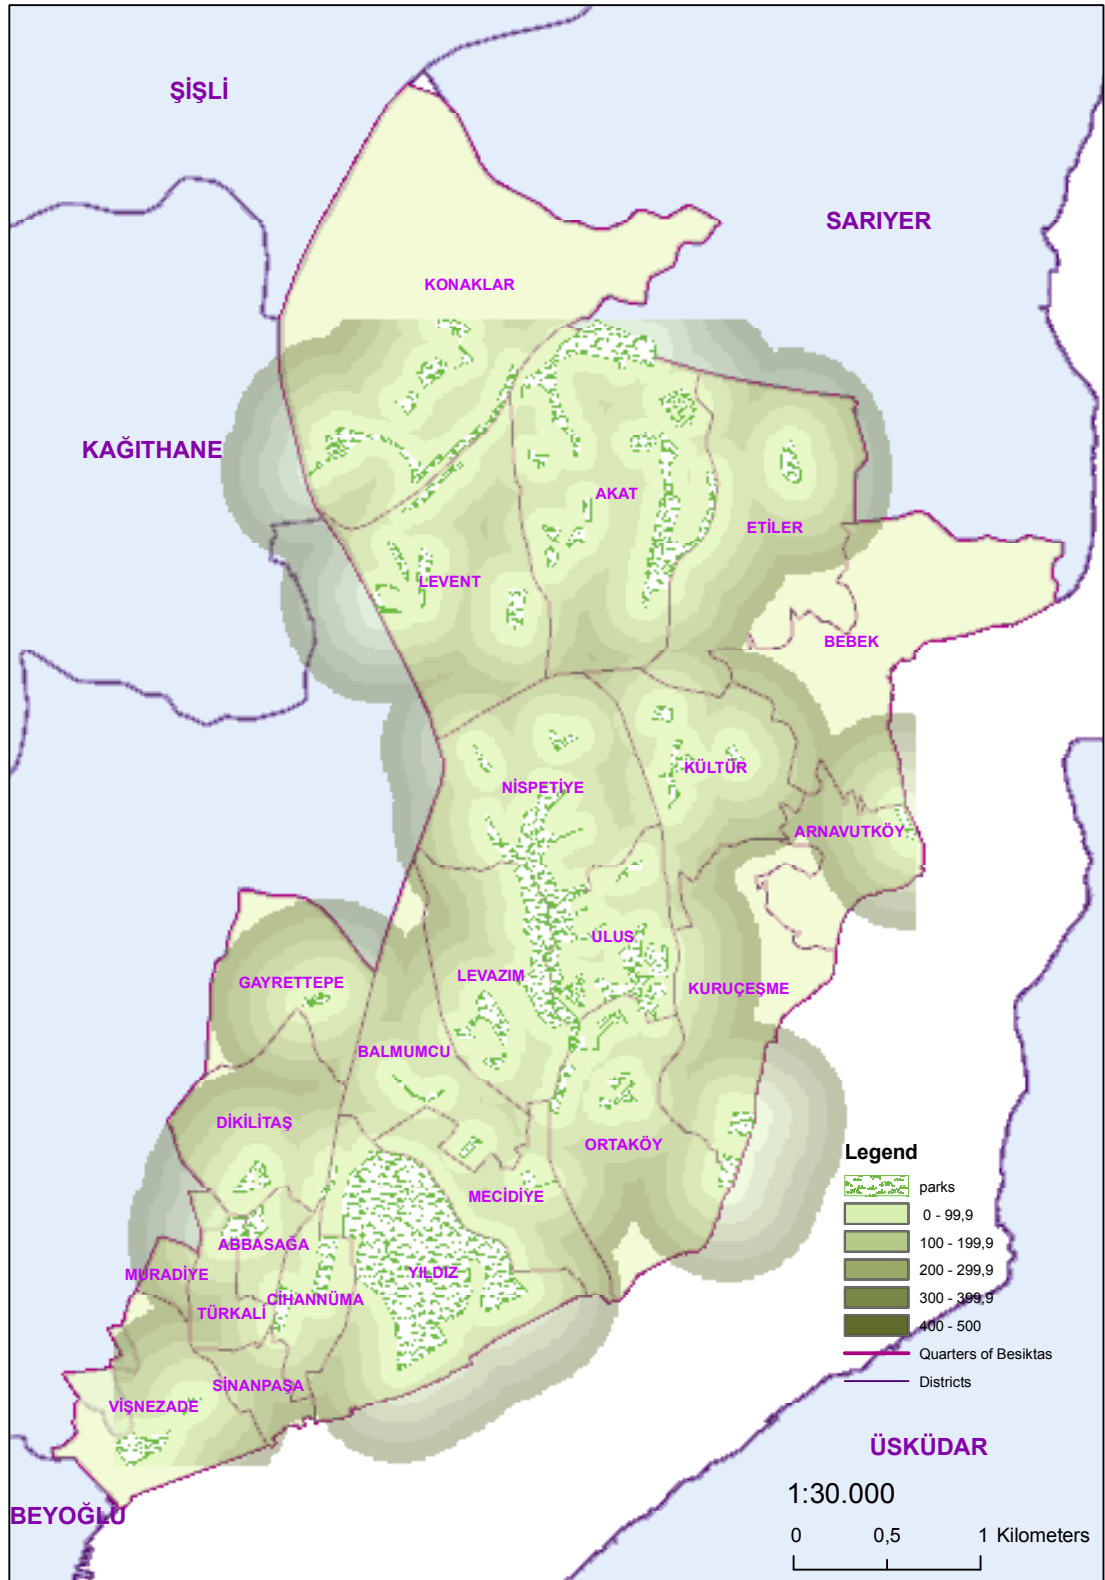 ŞİŞLİ
SARIYER
KONAKLAR
KAĞITHANE
AKAT
ETİLER
LEVENT
BEBEK
KÜLTÜR
NİSPETİYE
ARNAVUTKÖY
ULUS
LEVAZIM
GAYRETTEPE
KURUÇEŞME
BALMUMCU
DİKİLİTAŞ
ORTAKÖY
MECİDİYE
ABBASAĞA
MURADİYE
YILDIZ
CİHANNÜMA
TÜRKALİ
SİNANPAŞA
VİŞNEZADE
Legend
parks
0 - 99,9
100 - 199,9
200 - 299,9
300 - 399,9
400 - 500
Quarters of Besiktas
Districts
ÜSKÜDAR
BEYOĞLU
1:30.000
0 0,5 1 Kilometers